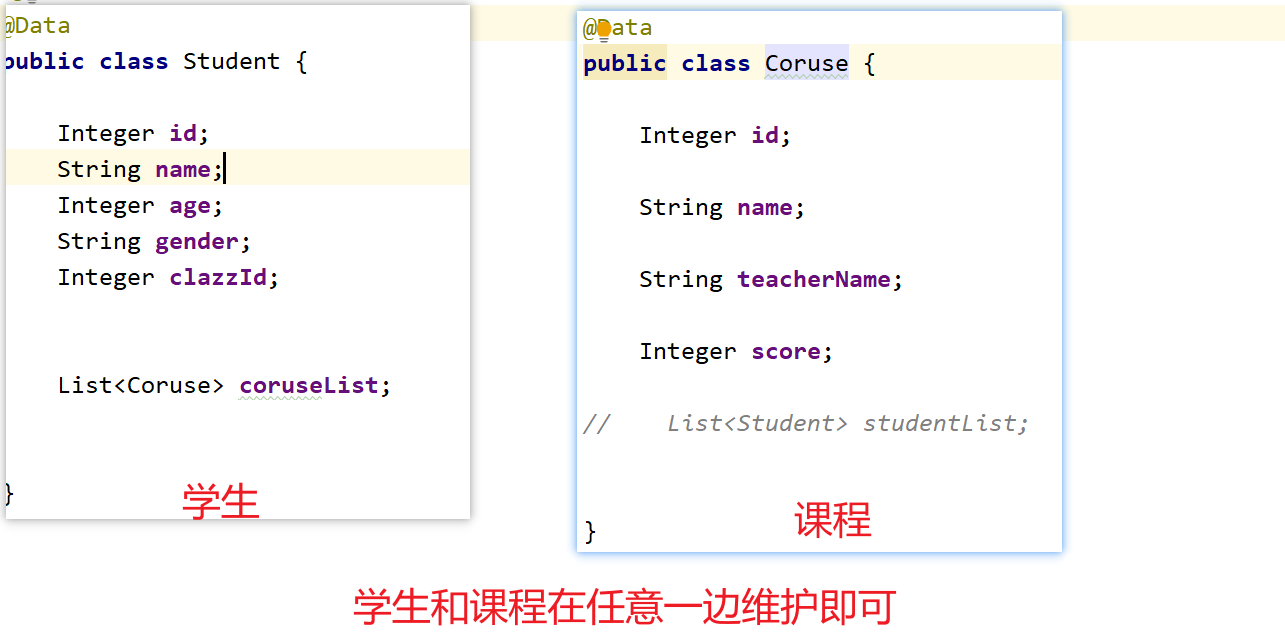 @Data
public class Student {
Integer id;
String name;
Integer age;
String gender;
Integer clazzId;
List<Coruse> coruseList;
}
学生
@Data
public class Coruse {
Integer id;
String name;
String teacherName;
Integer score;
// List<Student> studentList;
课程
}
学生和课程在任意一边维护即可